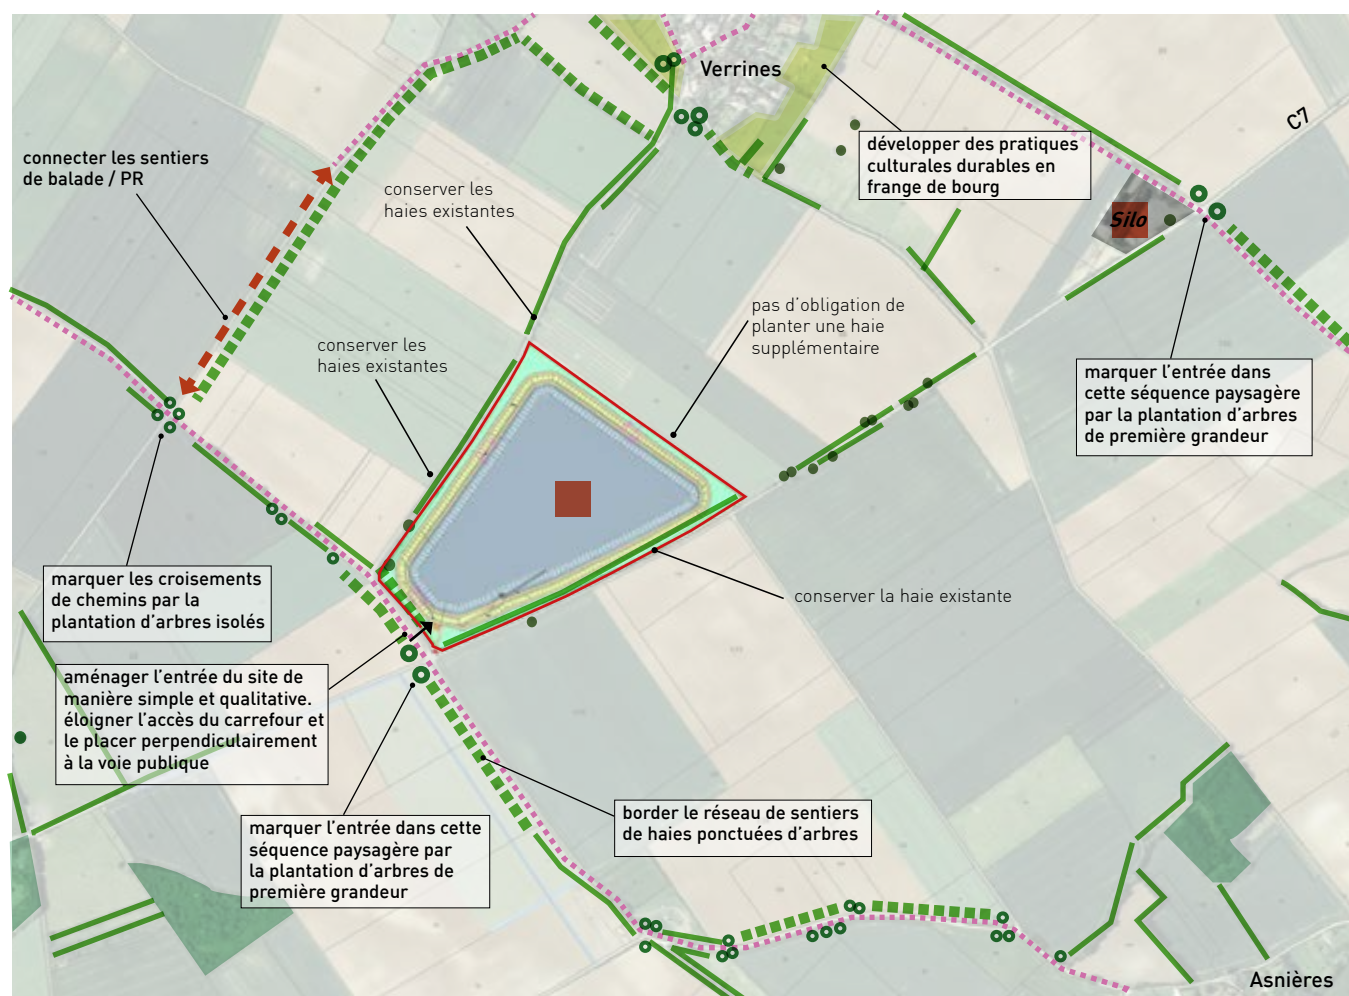 Verrines
C7
développer des pratiques
culturales durables en
frange de bourg
connecter les sentiers
de balade / PR
conserver les
haies existantes
Silo
pas d'obligation de
planter une haie
supplémentaire
conserver les
haies existantes
marquer l'entrée dans
cette séquence paysagère
par la plantation d'arbres
de première grandeur
marquer les croisements
de chemins par la
plantation d'arbres isolés
conserver la haie existante
aménager l'entrée du site de
manière simple et qualitative.
éloigner l'accès du carrefour et
le placer perpendiculairement
à la voie publique
border le réseau de sentiers
de haies ponctuées d'arbres
marquer l'entrée dans cette
séquence paysagère par
la plantation d'arbres de
première grandeur
Asnières